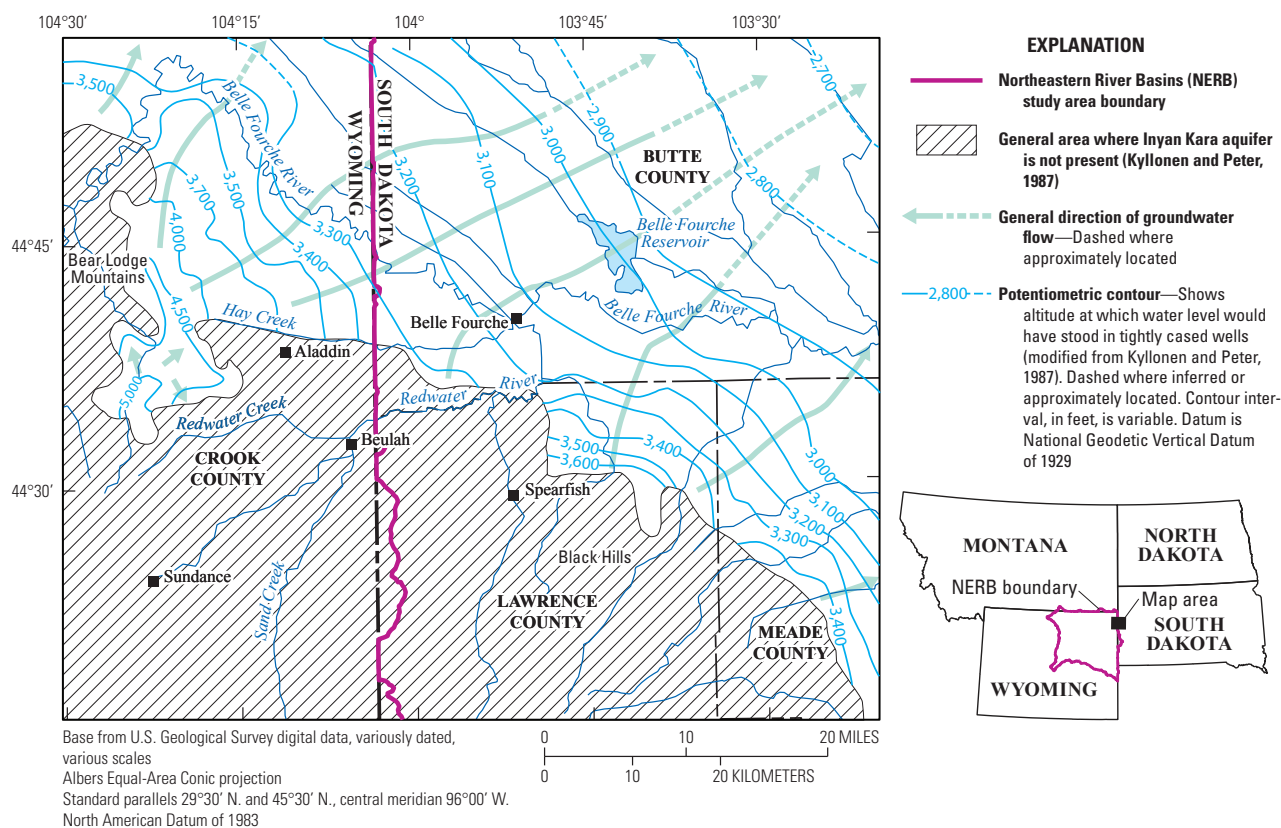 104°30′ 104°15′ 104° 103°45′ 103°30′
44°45′
44°30′
3,500
Belle Fourche
River
Belle Fourche
River
3,500
3,700
4,000
3,300
3,400
4,500
5,000
Bear Lodge
Mountains
Hay Creek
Aladdin
Redwater Creek
CROOK
COUNTY
Beulah
Sundance
Sand Creek
SOUTH DAKOTA
WYOMING
3,200
3,100
3,000
2,900
2,700
2,800
BUTTE
COUNTY
Belle Fourche
Reservoir
Belle Fourche
Belle Fourche River
Redwater River
3,500
3,600
3,400
3,000
3,100
3,200
3,300
3,400
Spearfish
Black Hills
LAWRENCE
COUNTY
MEADE
COUNTY
EXPLANATION
Northeastern River Basins (NERB)
study area boundary
General area where Inyan Kara aquifer
is not present (Kyllonen and Peter,
1987)
General direction of groundwater
flow—Dashed where
approximately located
2,800
Potentiometric contour—Shows
altitude at which water level would
have stood in tightly cased wells
(modified from Kyllonen and Peter,
1987). Dashed where inferred or
approximately located. Contour inter-
val, in feet, is variable. Datum is
National Geodetic Vertical Datum
of 1929
MONTANA
NORTH
DAKOTA
NERB boundary
Map area
SOUTH
DAKOTA
WYOMING
Base from U.S. Geological Survey digital data, variously dated,
various scales
Albers Equal-Area Conic projection
Standard parallels 29°30′ N. and 45°30′ N., central meridian 96°00′ W.
North American Datum of 1983
0 10 20 MILES
0 10 20 KILOMETERS